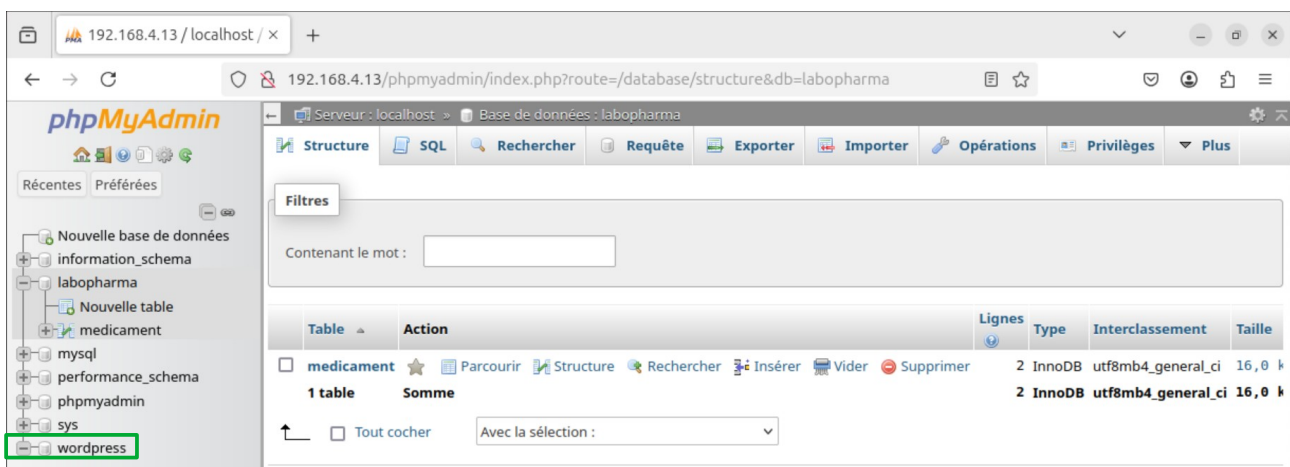 192.168.4.13 / localhost /
192.168.4.13/phpmyadmin/index.php?route=/database/structure&db=labopharma
phpMyAdmin
Récentes Préférées
Nouvelle base de données
information_schema
labopharma
Nouvelle table
medicament
mysql
performance_schema
phpmyadmin
sys
wordpress
Serveur : localhost » Base de données : labopharma
Structure SQL Rechercher Requête Exporter Importer Opérations Privilèges Plus
Filtres
Contenant le mot :
Table Action Lignes Type Interclassement Taille
medicament Parcourir Structure Rechercher Insérer Vider Supprimer 2 InnoDB utf8mb4_general_ci 16,0 k
1 table Somme 2 InnoDB utf8mb4_general_ci 16,0 k
Tout cocher Avec la sélection :